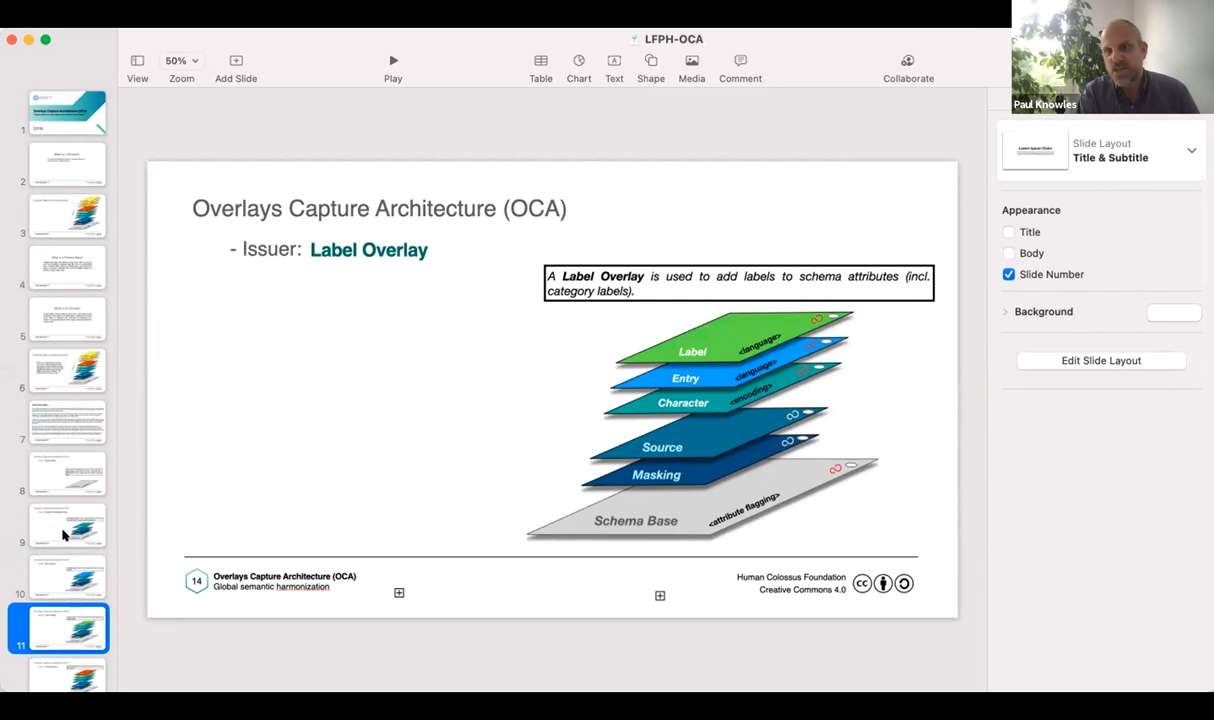 LFPH-OCA
50%
View
Zoom
Add Slide
Play
Table
Chart
Text
Shape
Media
Comment
Collaborate
Paul Knowles
1
2
3
4
5
6
7
8
9
10
11
Overlays Capture Architecture (OCA)
- Issuer: Label Overlay
A Label Overlay is used to add labels to schema attributes (incl.
category labels).
Label
<language>
Entry
<language>
Character
<encoding>
Source
Masking
Schema Base
<attribute flagging>
14
Overlays Capture Architecture (OCA)
Global semantic harmonization
Human Colossus Foundation
Creative Commons 4.0
cc
Slide Layout
Title & Subtitle
Appearance
Title
Body
Slide Number
Background
Edit Slide Layout